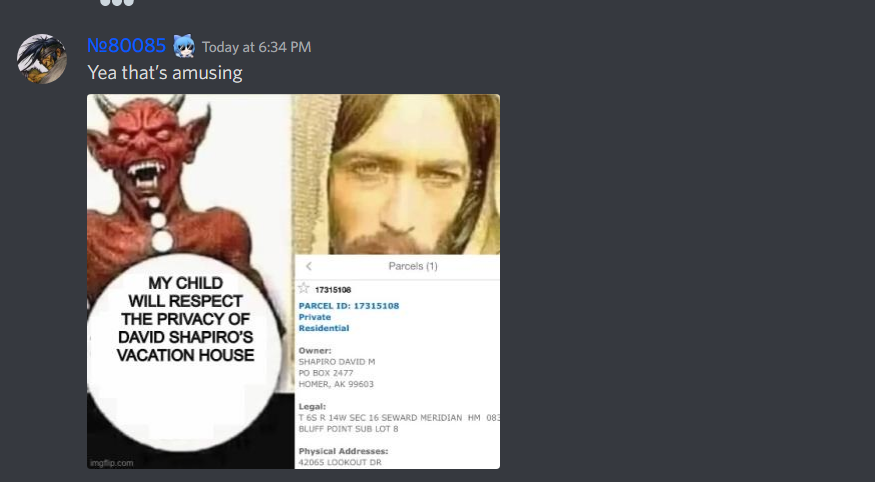 №80085 Today at 6:34 PM
Yea that's amusing
MY CHILD
WILL RESPECT
THE PRIVACY OF
DAVID SHAPIRO'S
VACATION HOUSE
imgflip.com
Parcels (1)
17315108
PARCEL ID: 17315108
Private
Residential
Owner:
SHAPIRO DAVID M
PO BOX 2477
HOMER, AK 99603
Legal:
T 6S R 14W SEC 16 SEWARD MERIDIAN HM 083
BLUFF POINT SUB LOT 8
Physical Addresses:
42065 LOOKOUT DR